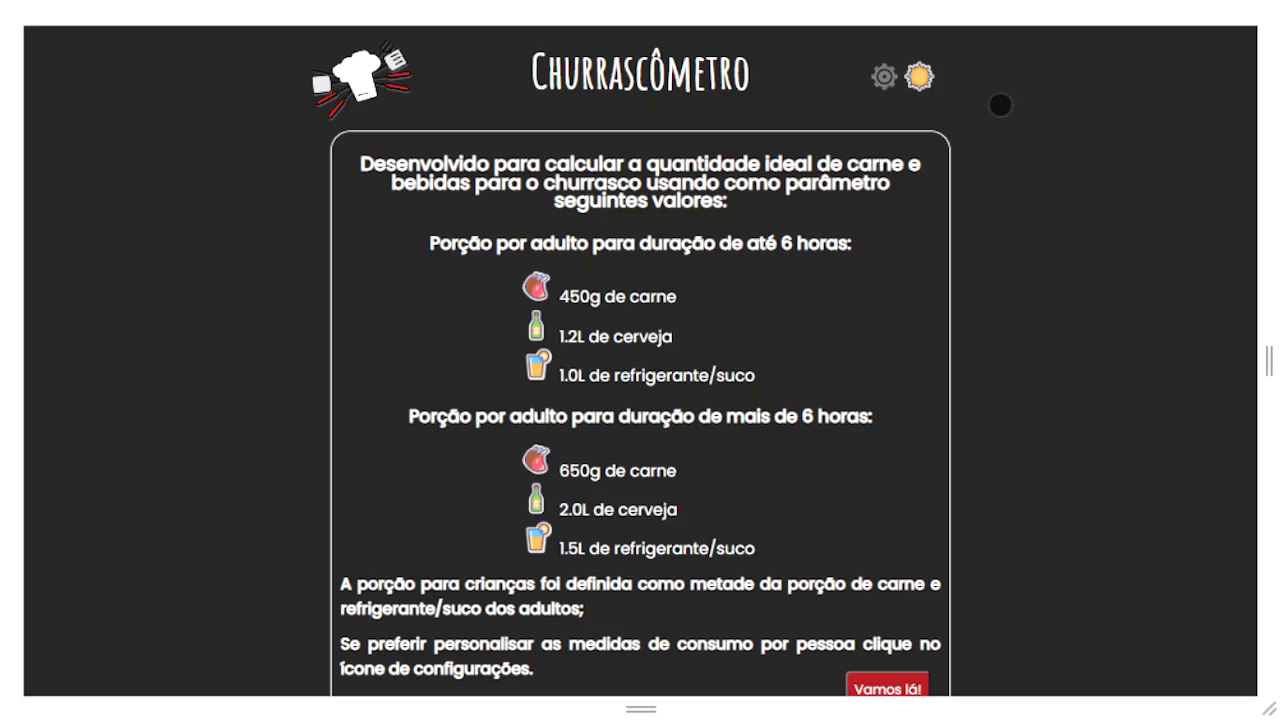 Churrascômetro
Desenvolvido para calcular a quantidade ideal de carne e
bebidas para o churrasco usando como parâmetro
seguintes valores:
Porção por adulto para duração de até 6 horas:
450g de carne
1.2L de cerveja
1.0L de refrigerante/suco
Porção por adulto para duração de mais de 6 horas:
650g de carne
2.0L de cerveja
1.5L de refrigerante/suco
A porção para crianças foi definida como metade da porção de carne e
refrigerante/suco dos adultos;
Se preferir personalisar as medidas de consumo por pessoa clique no
ícone de configurações.
Vamos lá!